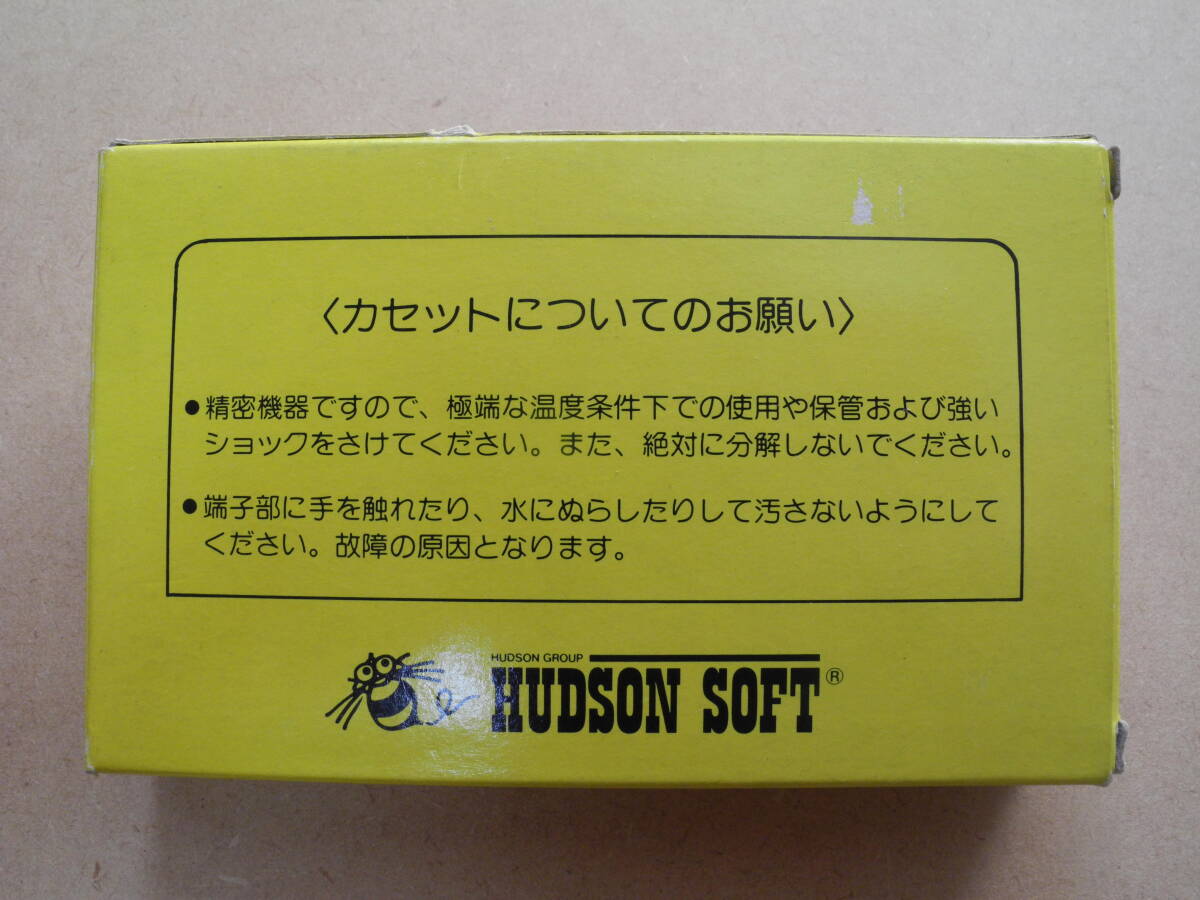 〈カセットについてのお願い〉
●精密機器ですので、極端な温度条件下での使用や保管および強い
ショックをさけてください。また、絶対に分解しないでください。
●端子部に手を触れたり、水にぬらしたりして汚さないようにして
ください。故障の原因となります。
HUDSON GROUP
HUDSON SOFT®